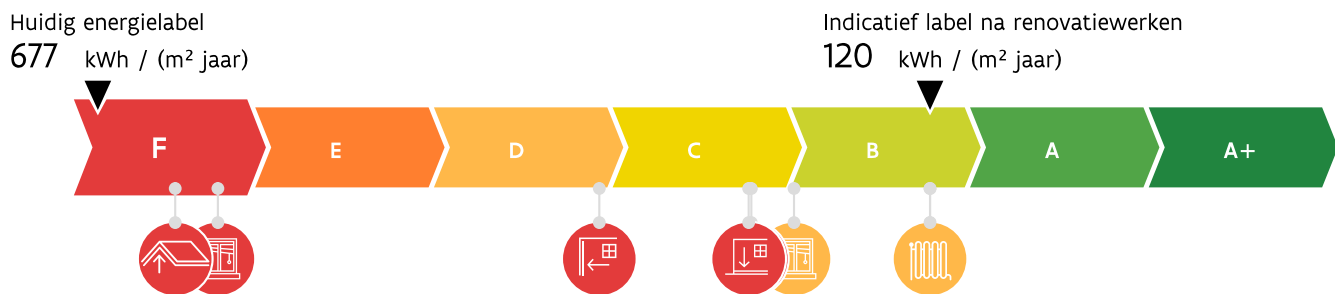 Huidig energielabel
677 kWh / (m² jaar)
Indicatief label na renovatiewerken
120 kWh / (m² jaar)
F E D C B A A+